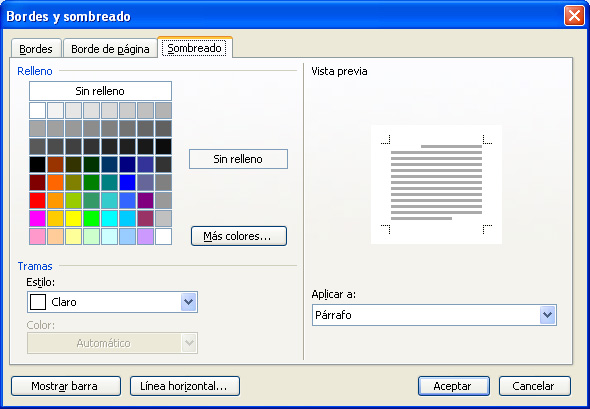 Bordes y sombreado
Bordes
Borde de página
Sombreado
Relleno
Sin relleno
Sin relleno
Más colores...
Tramas
Estilo:
Claro
Color:
Automático
Vista previa
Aplicar a:
Párrafo
Mostrar barra
Línea horizontal...
Aceptar
Cancelar